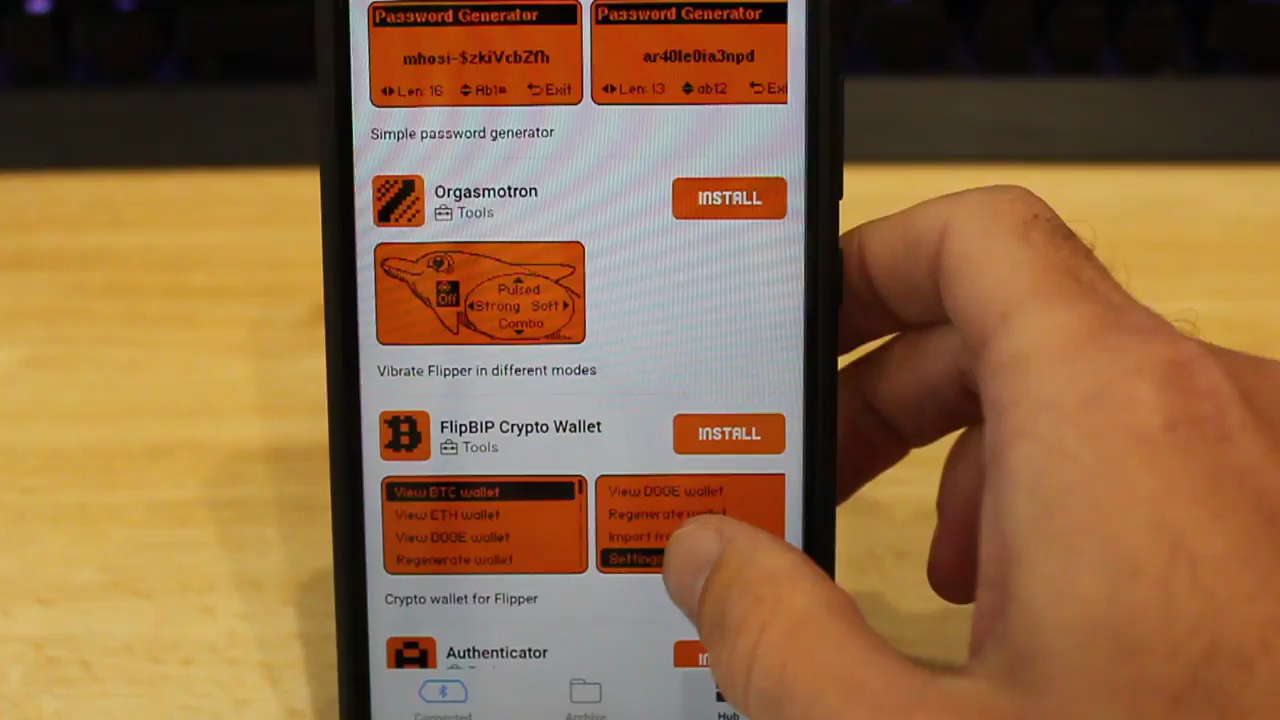 Password Generator
Password Generator
mhosi-$zkiVcbZfh
ar40le0ia3npd
Len: 16 Ab1# Exit
Len: 13 ab12 Exi
Simple password generator
Orgasmotron
Tools
INSTALL
Off
Pulsed
Strong Soft
Combo
Vibrate Flipper in different modes
FlipBIP Crypto Wallet
Tools
INSTALL
View BTC wallet
View ETH wallet
View DOGE wallet
Regenerate wallet
View DOGE wallet
Regenerate wallet
Import
Settings
Crypto wallet for Flipper
Authenticator
Connected
Archive
Hub